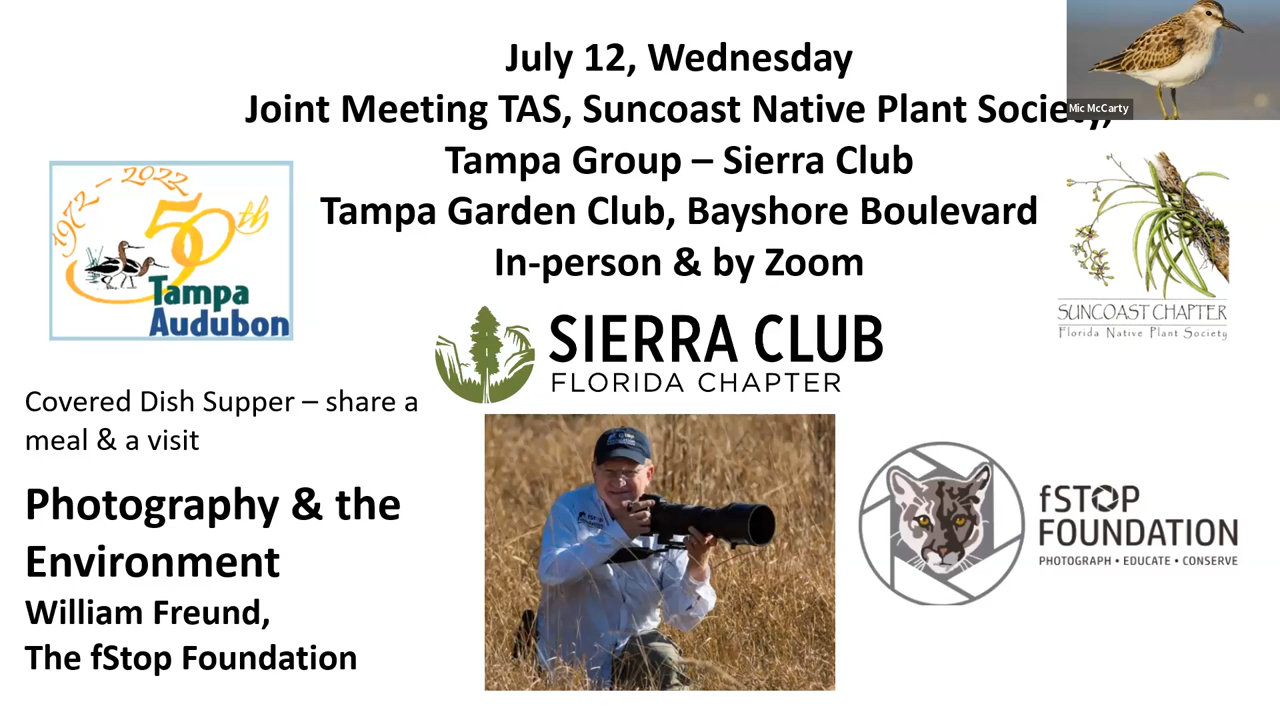 July 12, Wednesday
Joint Meeting TAS, Suncoast Native Plant Society,
Tampa Group – Sierra Club
Tampa Garden Club, Bayshore Boulevard
In-person & by Zoom
Mic McCarty
1972 – 2022
50th
Tampa
Audubon
SUNCOAST CHAPTER
Florida Native Plant Society
SIERRA CLUB
FLORIDA CHAPTER
Covered Dish Supper – share a
meal & a visit
Photography & the
Environment
William Freund,
The fStop Foundation
fSTOP
FOUNDATION
PHOTOGRAPH • EDUCATE • CONSERVE